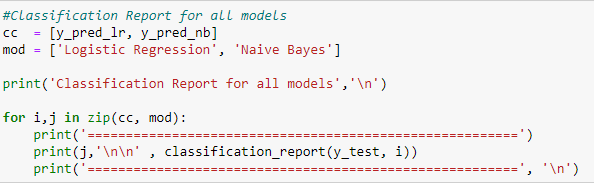 #Classification Report for all models
cc  = [y_pred_lr, y_pred_nb]
mod = ['Logistic Regression', 'Naive Bayes']

print('Classification Report for all models','\n')

for i,j in zip(cc, mod):
    print('=========================================================')
    print(j,'\n\n' , classification_report(y_test, i))
    print('=========================================================', '\n')